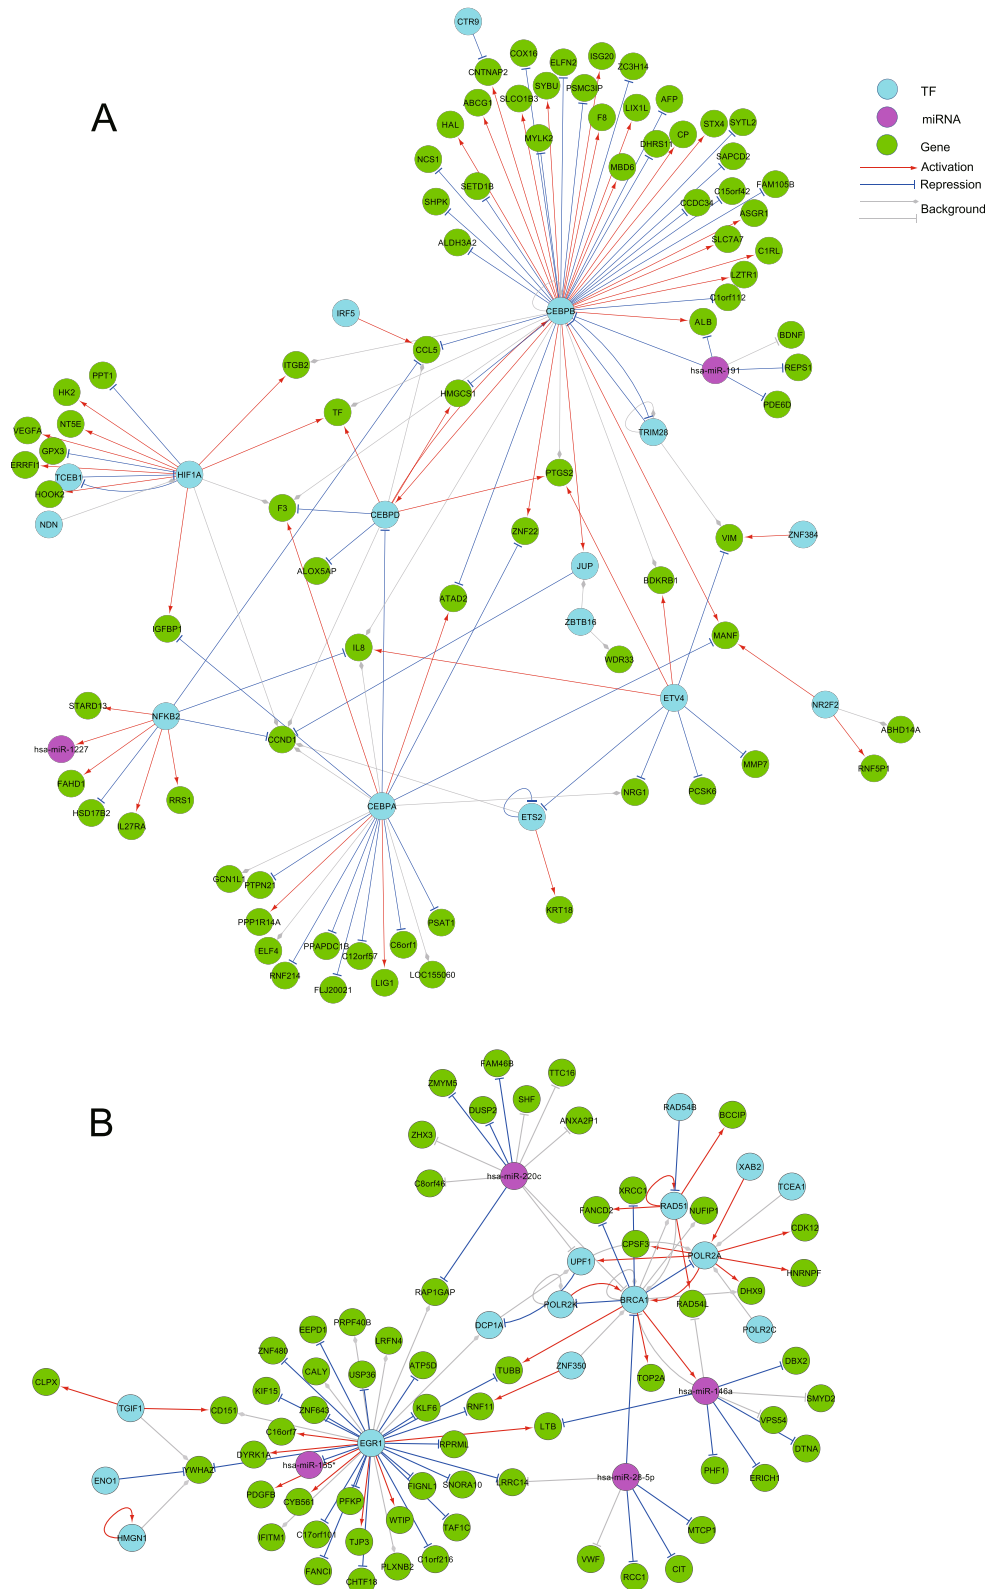 A
CTR9
COX16
ELFN2
ISG20
ZC3H14
CNTNAP2
SYBU
PSMC3IP
SLCO1B3
ABCG1
LIX1L
AFP
F8
HAL
MYLK2
DHRS11
CP
STX4
SYTL2
NCS1
MBD6
SAPCD2
SETD1B
C15orf42
FAM105B
SHPK
CCDC34
ASGR1
ALDH3A2
SLC7A7
C1RL
LZTR1
C1orf112
TF
miRNA
Gene
Activation
Repression
Background
IRF5
CEBPB
ALB
BDNF
ITGB2
CCL5
hsa-miR-191
REPS1
PPT1
HK2
HMGCS1
PDE6D
NT5E
TF
VEGFA
TRIM28
GPX3
ERRFI1
TCEB1
HIF1A
PTGS2
HOOK2
NDN
F3
CEBPD
ZNF22
VIM
ZNF384
ALOX5AP
JUP
BDKRB1
ATAD2
IGFBP1
ZBTB16
MANF
IL8
WDR33
STARD13
NFKB2
ETV4
NR2F2
hsa-miR-1227
CCND1
ABHD14A
FAHD1
MMP7
RNF5P1
HSD17B2
RRS1
CEBPA
NRG1
PCSK6
IL27RA
ETS2
GCN1L1
PTPN21
KRT18
PPP1R14A
PSAT1
ELF4
PPAPDC1B
C6orf1
C12orf57
RNF214
LOC155060
FLJ20021
LIG1
B
FAM46B
ZMYM5
TTC16
DUSP2
SHF
ANXA2P1
RAD54B
BCCIP
ZHX3
XAB2
C8orf46
hsa-miR-220c
XRCC1
TCEA1
FANCD2
RAD51
NUFIP1
CPSF3
CDK12
UPF1
POLR2A
HNRNPF
RAP1GAP
POLR2K
BRCA1
RAD54L
DHX9
PRPF40B
DCP1A
POLR2C
EEPD1
LRFN4
ZNF480
CALY
USP36
ATP5D
TUBB
ZNF350
TOP2A
DBX2
CLPX
KIF15
hsa-miR-146a
SMYD2
TGIF1
CD151
ZNF643
KLF6
RNF11
VPS54
C16orf7
EGR1
RPRML
LTB
DTNA
DYRK1A
PHF1
ERICH1
ENO1
YWHAZ
hsa-miR-155*
FIGNL1
SNORA10
LRRC14
hsa-miR-28-5p
PDGFB
CYB561
PFKP
HMGN1
IFITM1
C17orf101
TJP3
WTIP
TAF1C
MTCP1
FANCI
PLXNB2
C1orf216
VWF
CIT
CHTF18
RCC1